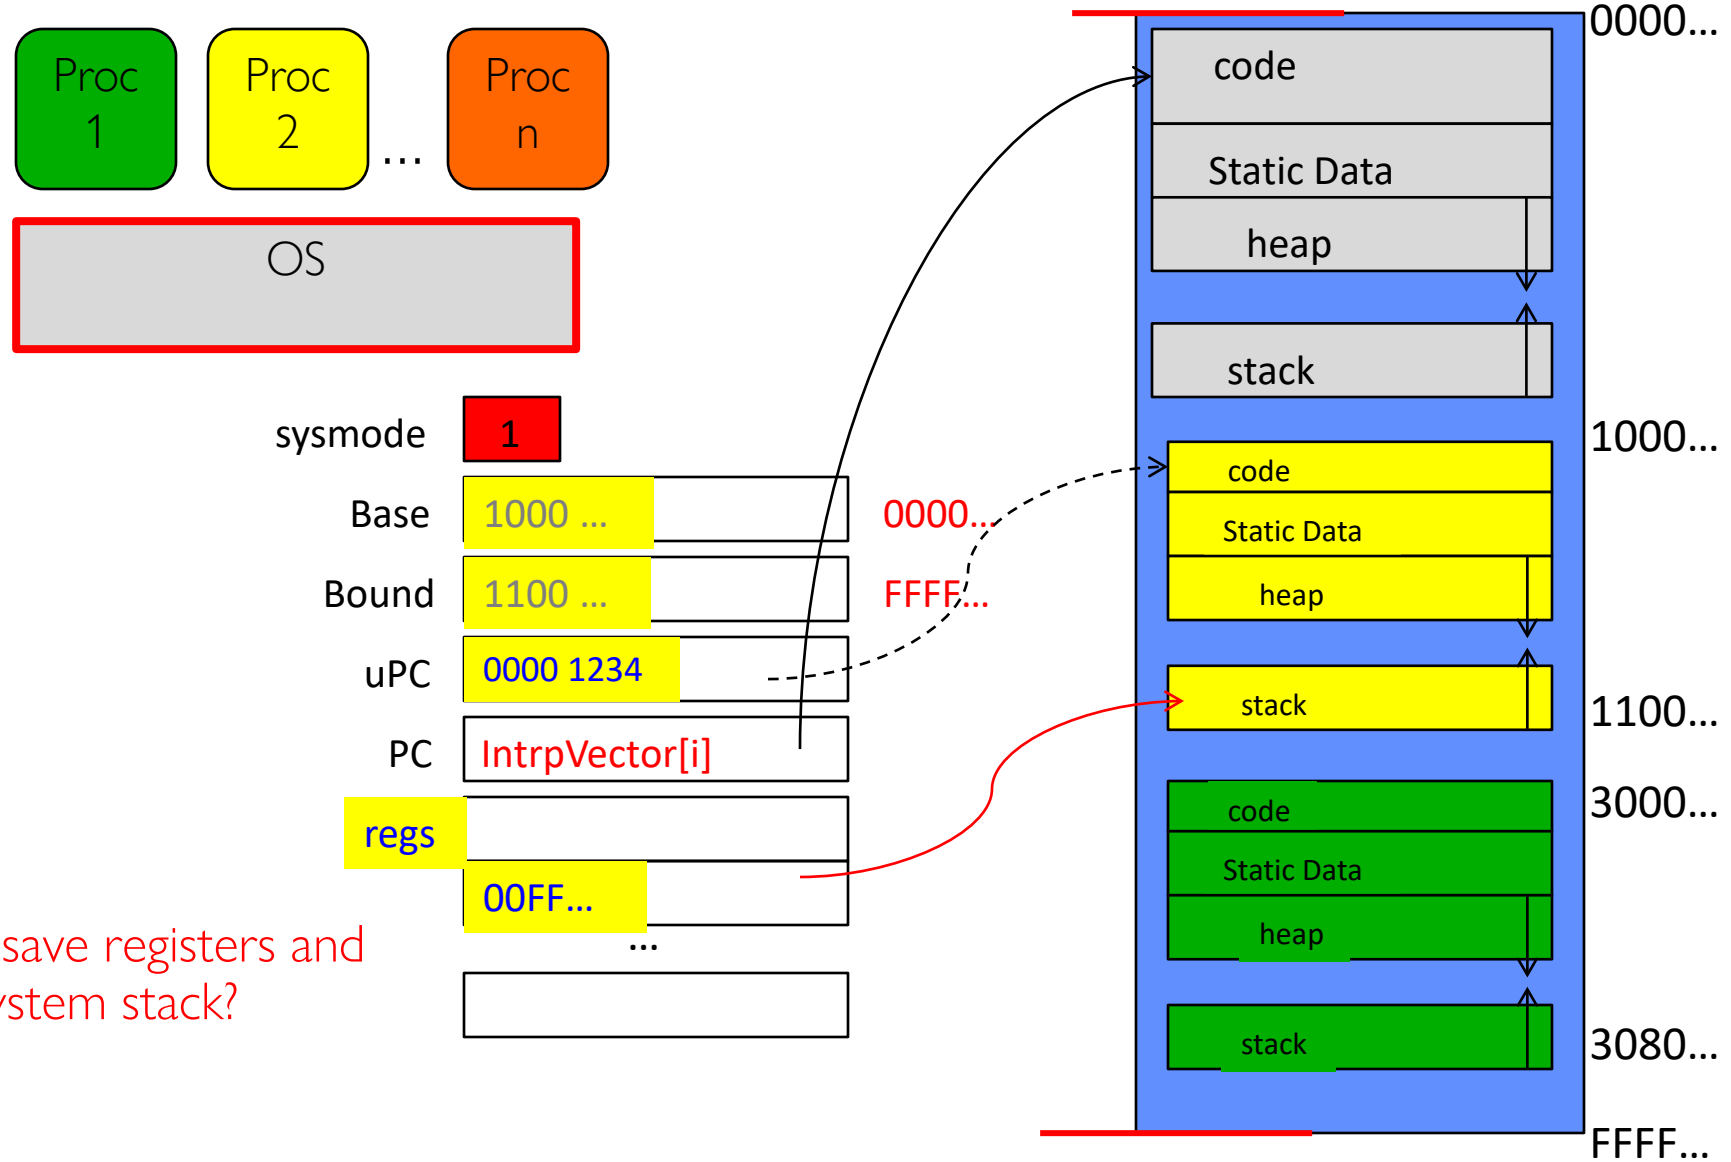 Proc
1
Proc
2
...
Proc
n
OS
sysmode 1
Base 1000 ... 0000...
Bound 1100 ... FFFF...
uPC 0000 1234
PC IntrpVector[i]
regs
00FF...
...
save registers and
system stack?
0000...
code
Static Data
heap
stack
1000...
code
Static Data
heap
stack
1100...
3000...
code
Static Data
heap
stack
3080...
FFFF...